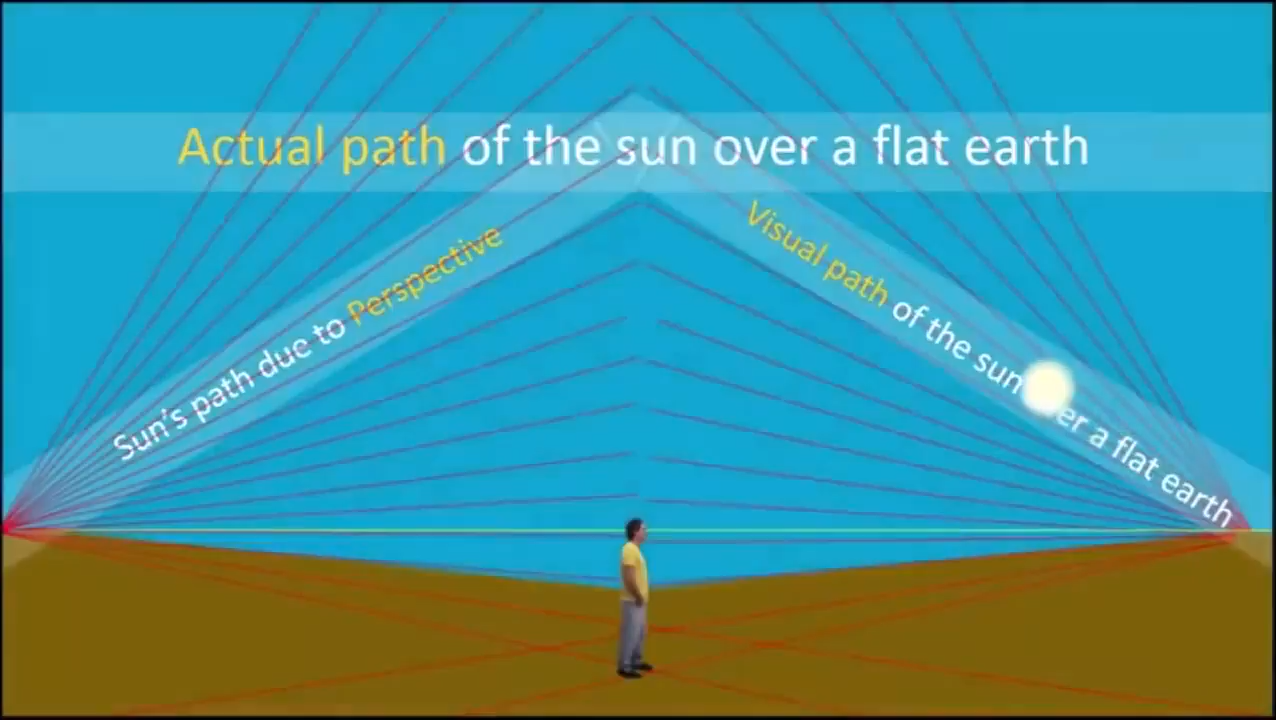 Actual path of the sun over a flat earth
Sun's path due to Perspective
Visual path of the sun er a flat earth